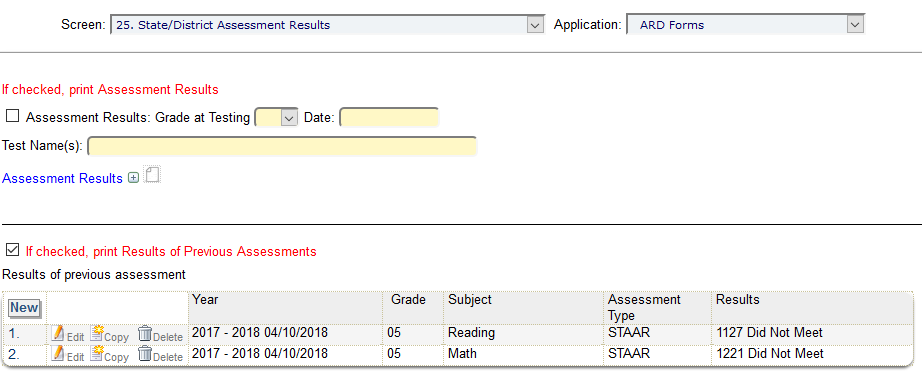 Screen: 25. State/District Assessment Results Application: ARD Forms
If checked, print Assessment Results
Assessment Results: Grade at Testing Date:
Test Name(s):
Assessment Results
If checked, print Results of Previous Assessments
Results of previous assessment
New Year Grade Subject Assessment Type Results
1. Edit Copy Delete 2017 - 2018 04/10/2018 05 Reading STAAR 1127 Did Not Meet
2. Edit Copy Delete 2017 - 2018 04/10/2018 05 Math STAAR 1221 Did Not Meet